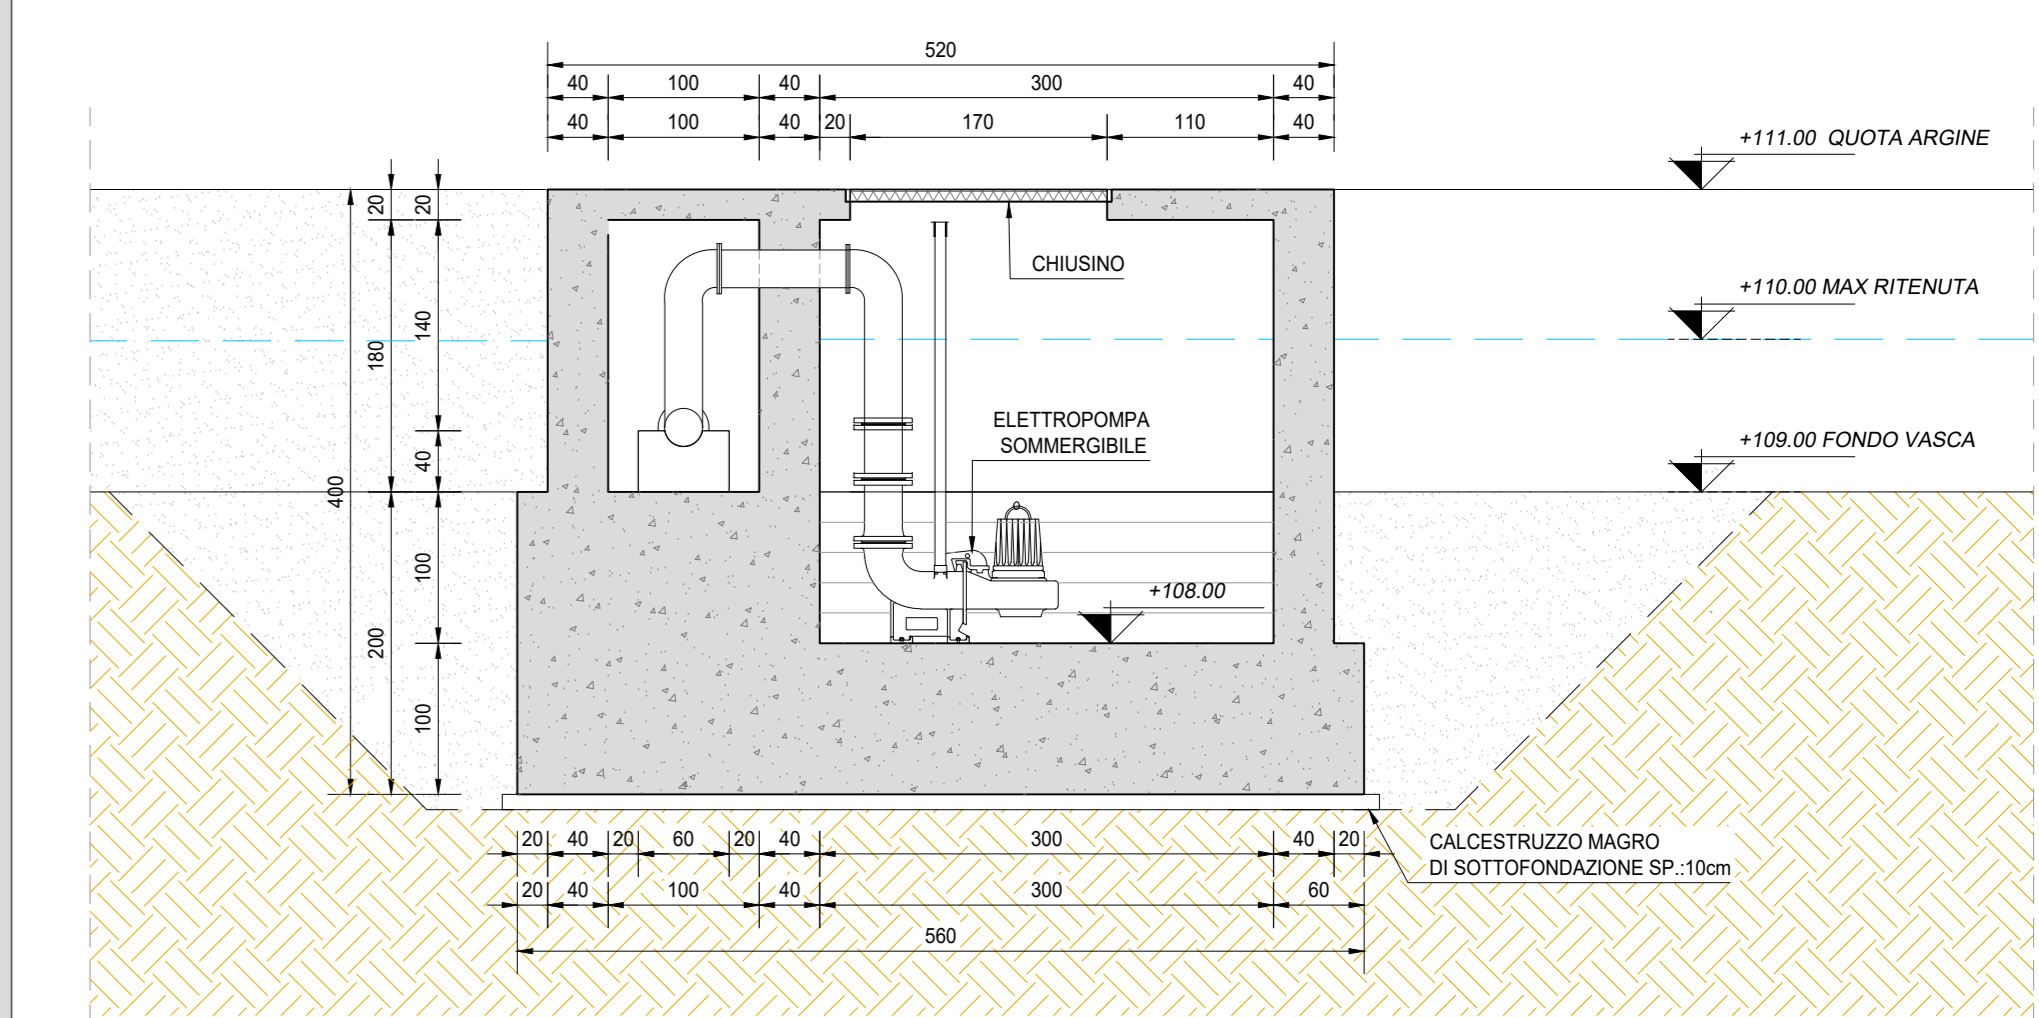 520
40 100 40 300 40
40 100 40 20 170 110 40
+111.00 QUOTA ARGINE
20 20
CHIUSINO
+110.00 MAX RITENUTA
140
180
ELETTROPOMPA
SOMMERGIBILE
+109.00 FONDO VASCA
40
400
100
+108.00
200
100
20 40 20 60 20 40 300 40 20
CALCESTRUZZO MAGRO
DI SOTTOFONDAZIONE SP.:10cm
20 40 100 40 300 60
560